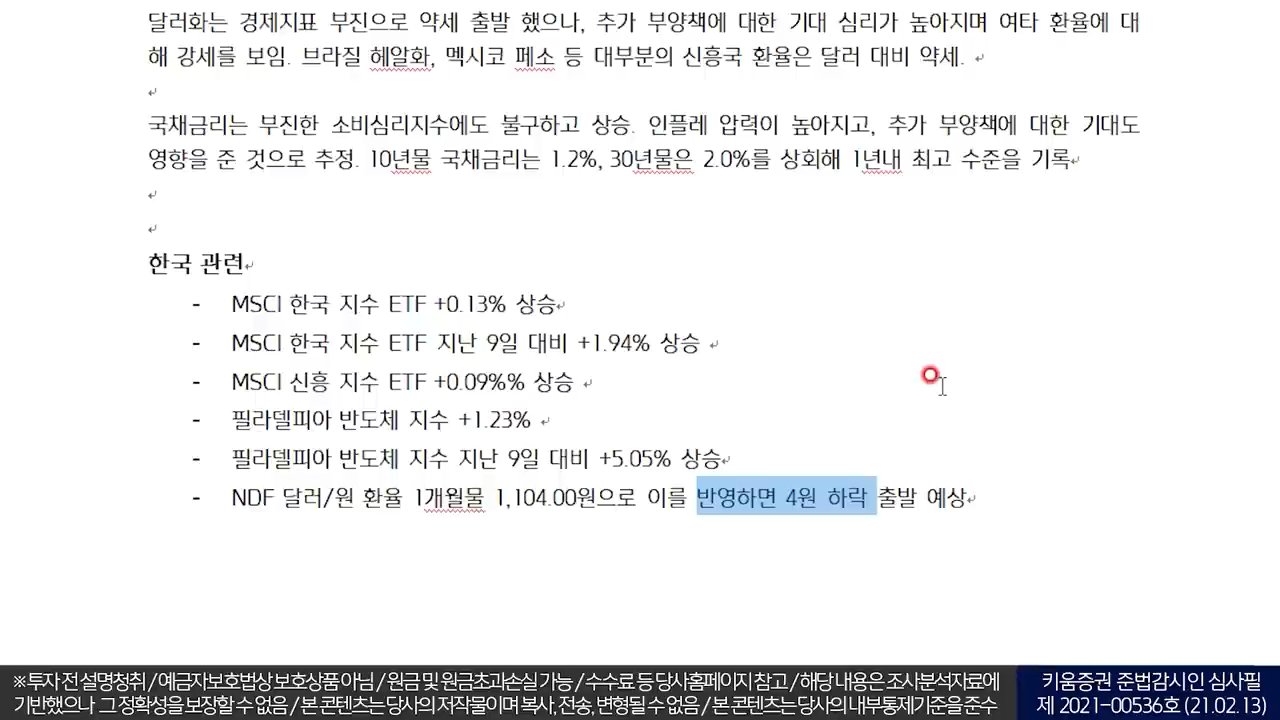 달러화는 경제지표 부진으로 약세 출발 했으나, 추가 부양책에 대한 기대 심리가 높아지며 여타 환율에 대
해 강세를 보임. 브라질 헤알화, 멕시코 페소 등 대부분의 신흥국 환율은 달러 대비 약세.
국채금리는 부진한 소비심리지수에도 불구하고 상승. 인플레 압력이 높아지고, 추가 부양책에 대한 기대도
영향을 준 것으로 추정. 10년물 국채금리는 1.2%, 30년물은 2.0%를 상회해 1년내 최고 수준을 기록
한국 관련
- MSCI 한국 지수 ETF +0.13% 상승
- MSCI 한국 지수 ETF 지난 9일 대비 +1.94% 상승
- MSCI 신흥 지수 ETF +0.09%% 상승
- 필라델피아 반도체 지수 +1.23%
- 필라델피아 반도체 지수 지난 9일 대비 +5.05% 상승
- NDF 달러/원 환율 1개월물 1,104.00원으로 이를 반영하면 4원 하락 출발 예상
※투자 전 설명청취 / 예금자보호법상 보호상품 아님 / 원금 및 원금초과손실 가능 / 수수료 등 당사홈페이지 참고 / 해당 내용은 조사분석자료에
기반했으나 그 정확성을 보장할 수 없음 / 본 콘텐츠는 당사의 저작물이며 복사, 전송, 변형될 수 없음 / 본 콘텐츠는 당사의 내부통제기준을 준수
키움증권 준법감시인 심사필
제 2021-00536호 (21.02.13)